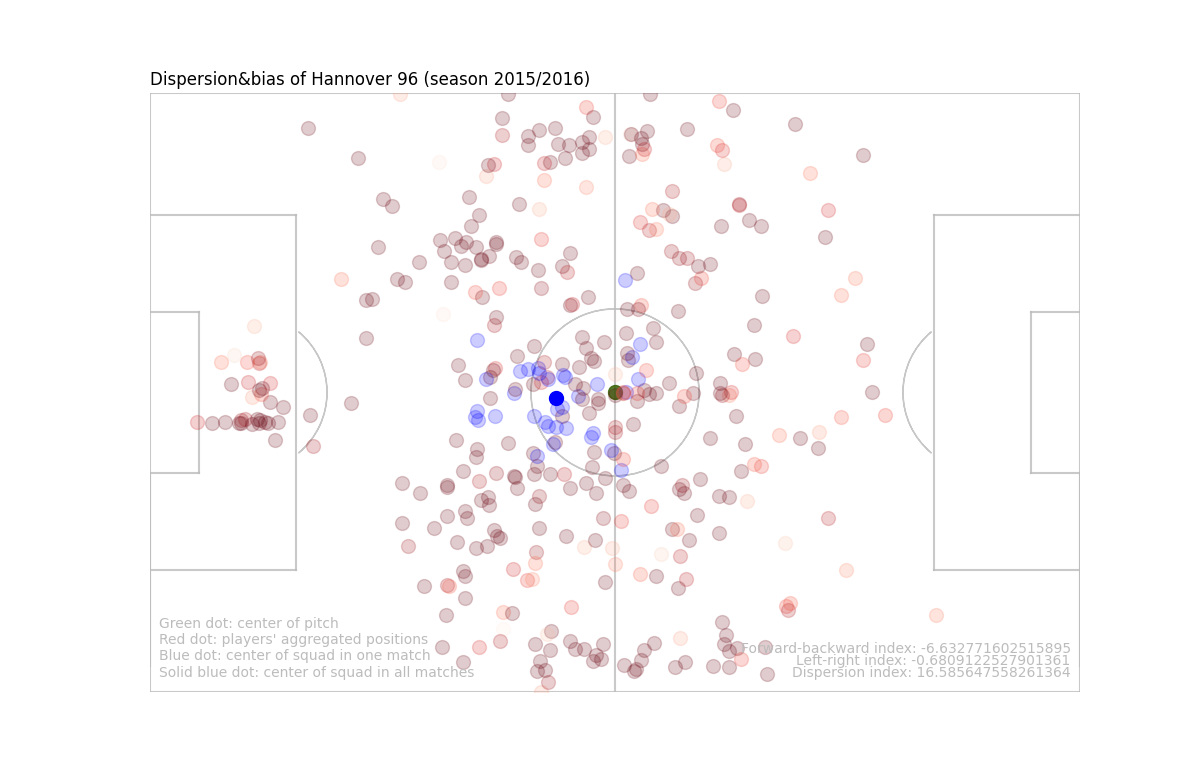 Dispersion&bias of Hannover 96 (season 2015/2016)
Green dot: center of pitch
Red dot: players' aggregated positions
Blue dot: center of squad in one match
Solid blue dot: center of squad in all matches
Forward-backward index: -6.632771602515895
Left-right index: -0.6809122527901361
Dispersion index: 16.585647558261364